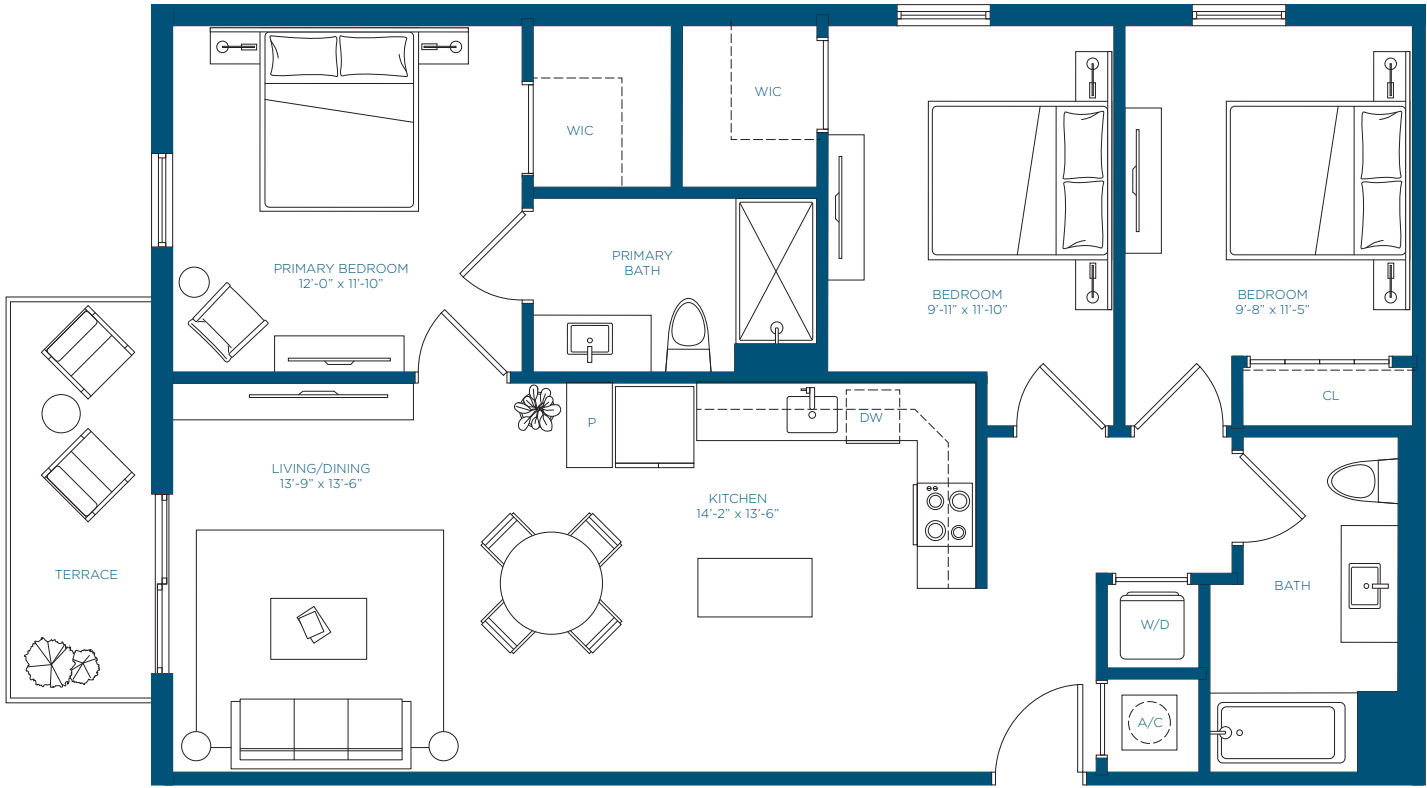 WIC
WIC
PRIMARY BEDROOM
12'-0" x 11'-10"
PRIMARY
BATH
BEDROOM
9'-11" x 11'-10"
BEDROOM
9'-8" x 11'-5"
CL
P
DW
LIVING/DINING
13'-9" x 13'-6"
KITCHEN
14'-2" x 13'-6"
TERRACE
BATH
W/D
A/C